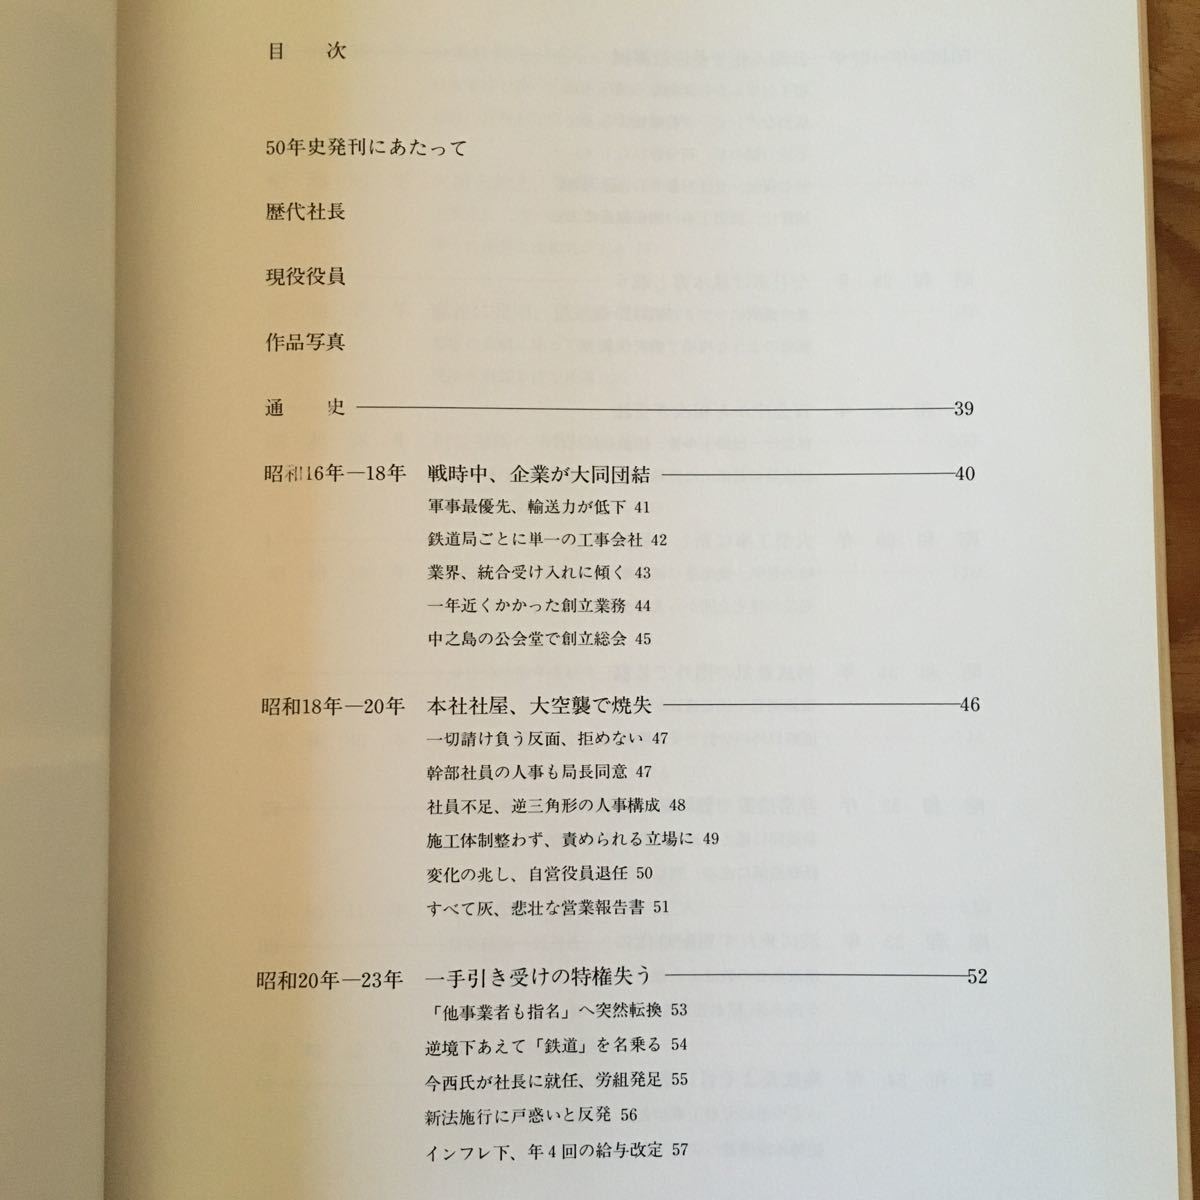 目　次
50年史発刊にあたって
歴代社長
現役役員
作品写真
通　史 39
昭和16年―18年　戦時中、企業が大同団結 40
軍事最優先、輸送力が低下 41
鉄道局ごとに単一の工事会社 42
業界、統合受け入れに傾く 43
一年近くかかった創立業務 44
中之島の公会堂で創立総会 45
昭和18年―20年　本社社屋、大空襲で焼失 46
一切請け負う反面、拒めない 47
幹部社員の人事も局長同意 47
社員不足、逆三角形の人事構成 48
施工体制整わず、責められる立場に 49
変化の兆し、自営役員退任 50
すべて灰、悲壮な営業報告書 51
昭和20年―23年　一手引き受けの特権失う 52
「他事業者も指名」へ突然転換 53
逆境下あえて「鉄道」を名乗る 54
今西氏が社長に就任、労組発足 55
新法施行に戸惑いと反発 56
インフレ下、年４回の給与改定 57